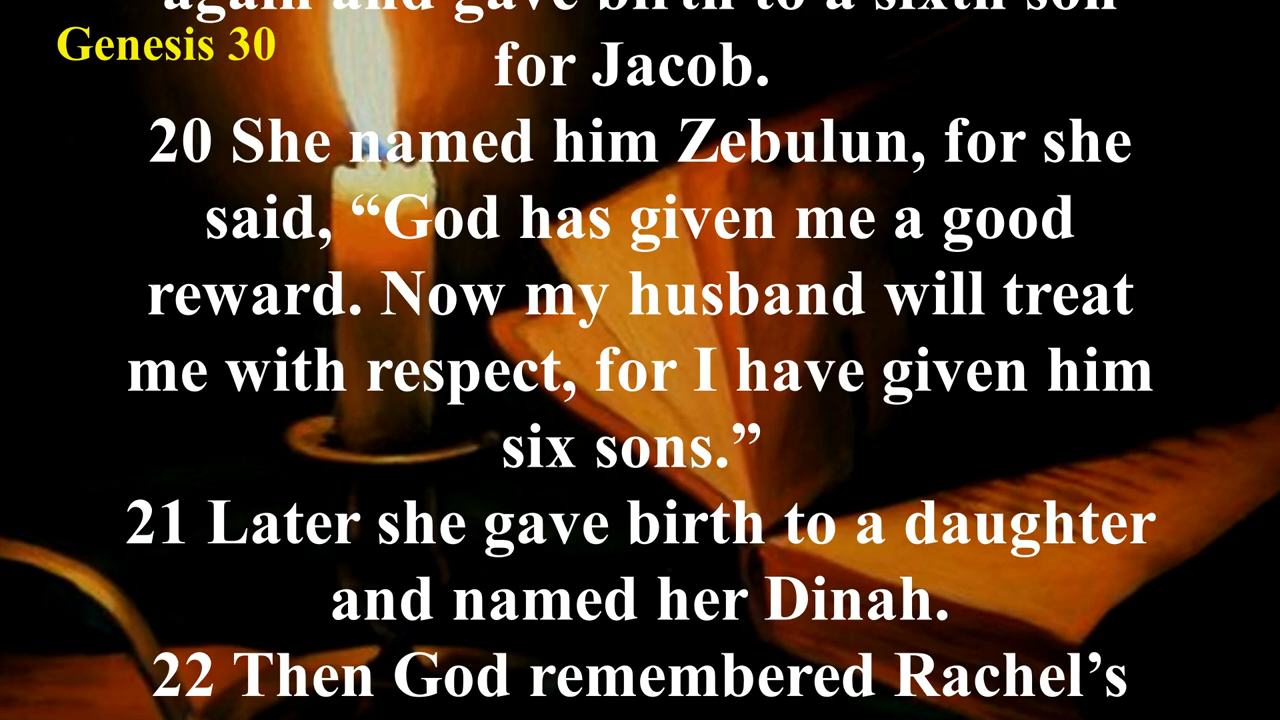 again and gave birth to a sixth son
Genesis 30
for Jacob.
20 She named him Zebulun, for she
said, “God has given me a good
reward. Now my husband will treat
me with respect, for I have given him
six sons.”
21 Later she gave birth to a daughter
and named her Dinah.
22 Then God remembered Rachel’s